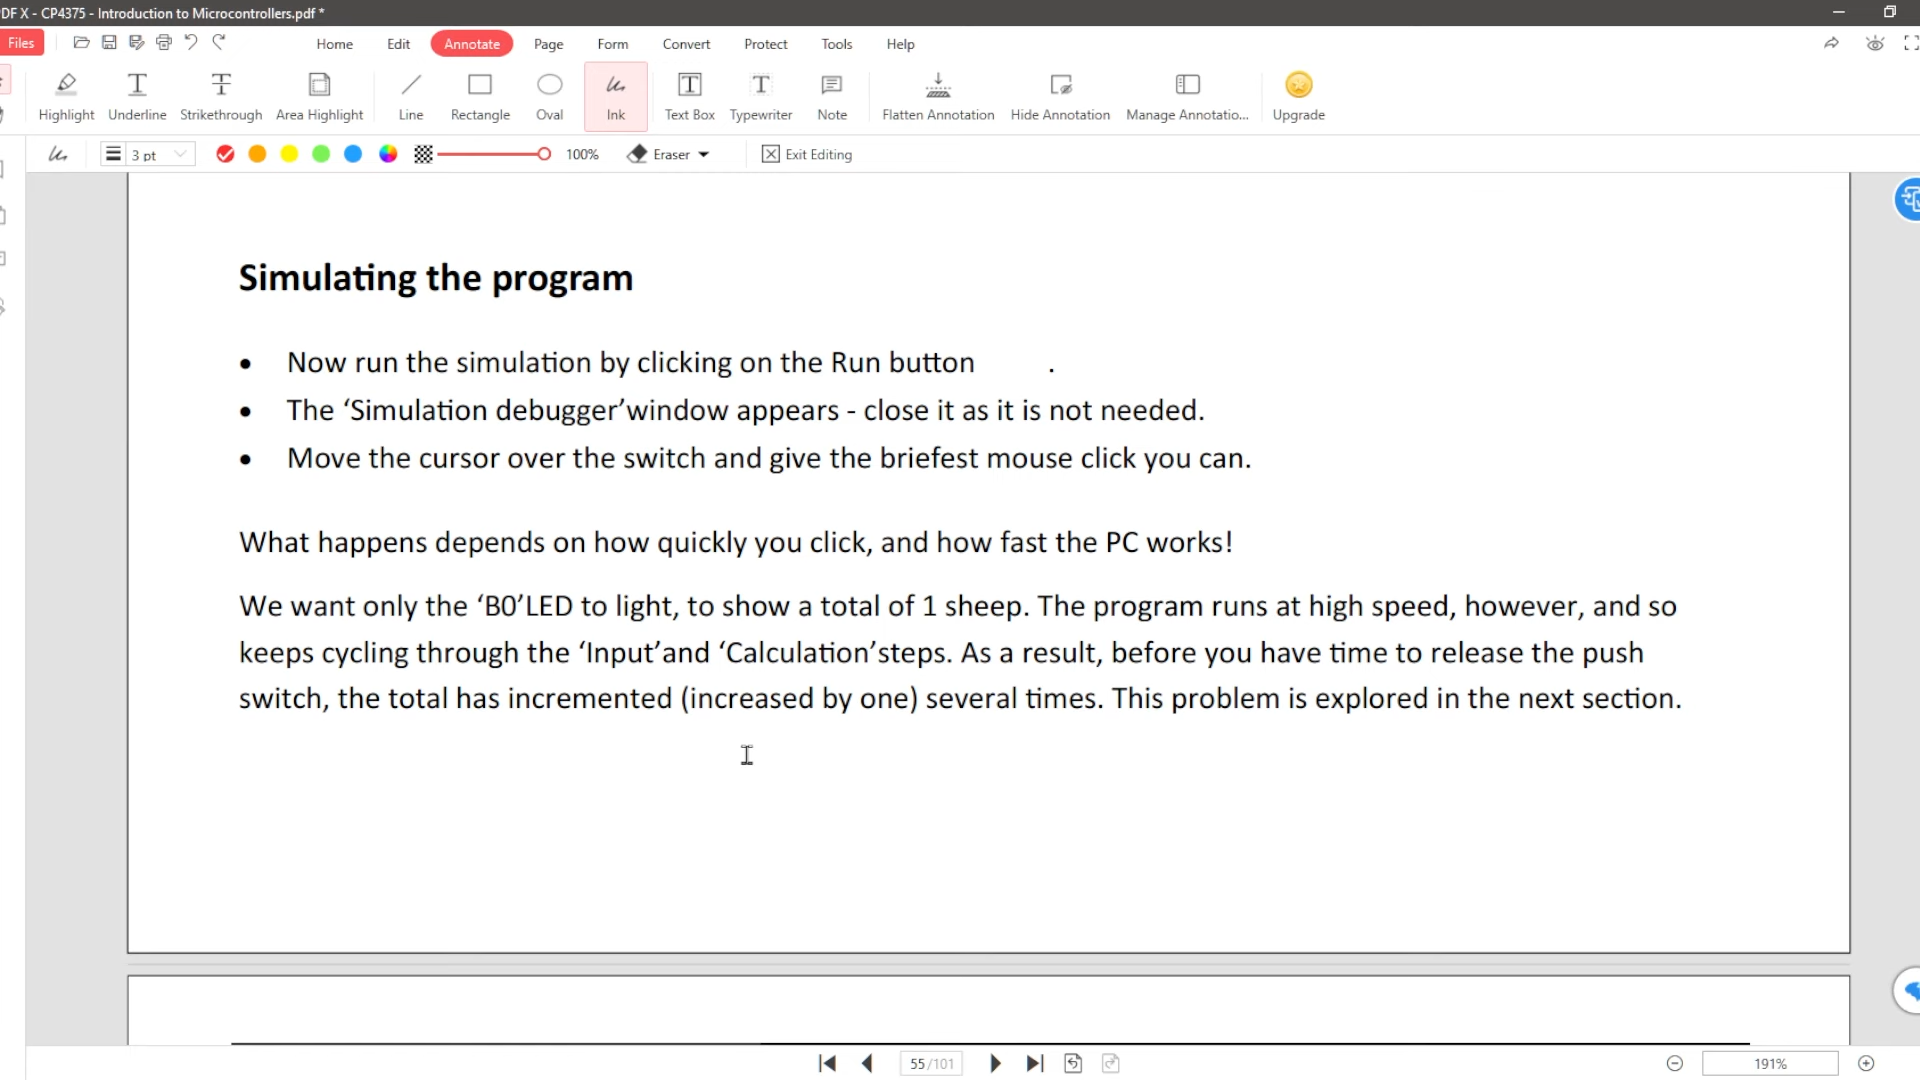 DF X - CP4375 - Introduction to Microcontrollers.pdf *
Files
Home Edit Annotate Page Form Convert Protect Tools Help
Highlight Underline Strikethrough Area Highlight Line Rectangle Oval Ink Text Box Typewriter Note Flatten Annotation Hide Annotation Manage Annotatio... Upgrade
3 pt 100% Eraser Exit Editing
Simulating the program
• Now run the simulation by clicking on the Run button .
• The ‘Simulation debugger’window appears - close it as it is not needed.
• Move the cursor over the switch and give the briefest mouse click you can.
What happens depends on how quickly you click, and how fast the PC works!
We want only the ‘B0’LED to light, to show a total of 1 sheep. The program runs at high speed, however, and so
keeps cycling through the ‘Input’and ‘Calculation’steps. As a result, before you have time to release the push
switch, the total has incremented (increased by one) several times. This problem is explored in the next section.
55/101
191%